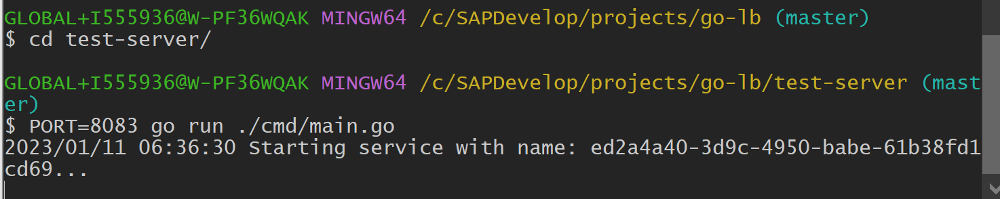 GLOBAL+I555936@W-PF36WQAK MINGW64 /c/SAPDevelop/projects/go-lb (master)
$ cd test-server/
GLOBAL+I555936@W-PF36WQAK MINGW64 /c/SAPDevelop/projects/go-lb/test-server (mast
er)
$ PORT=8083 go run ./cmd/main.go
2023/01/11 06:36:30 Starting service with name: ed2a4a40-3d9c-4950-babe-61b38fd1
cd69...